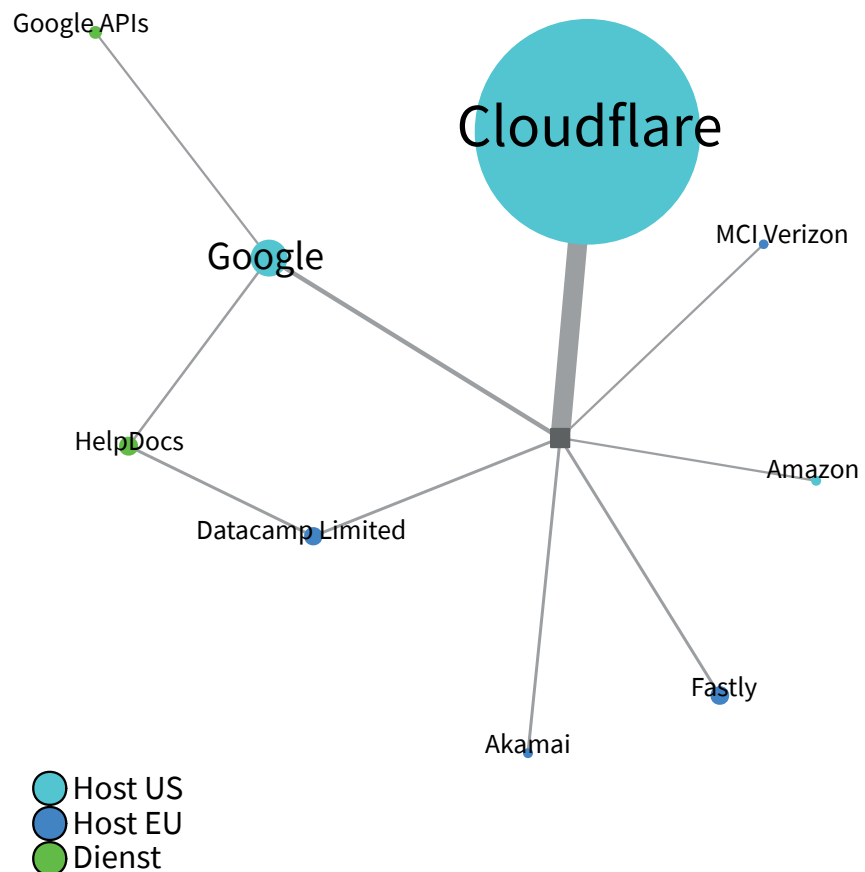 Google APIs
Cloudflare
MCI Verizon
Google
HelpDocs
Amazon
Datacamp Limited
Fastly
Akamai
Host US
Host EU
Dienst